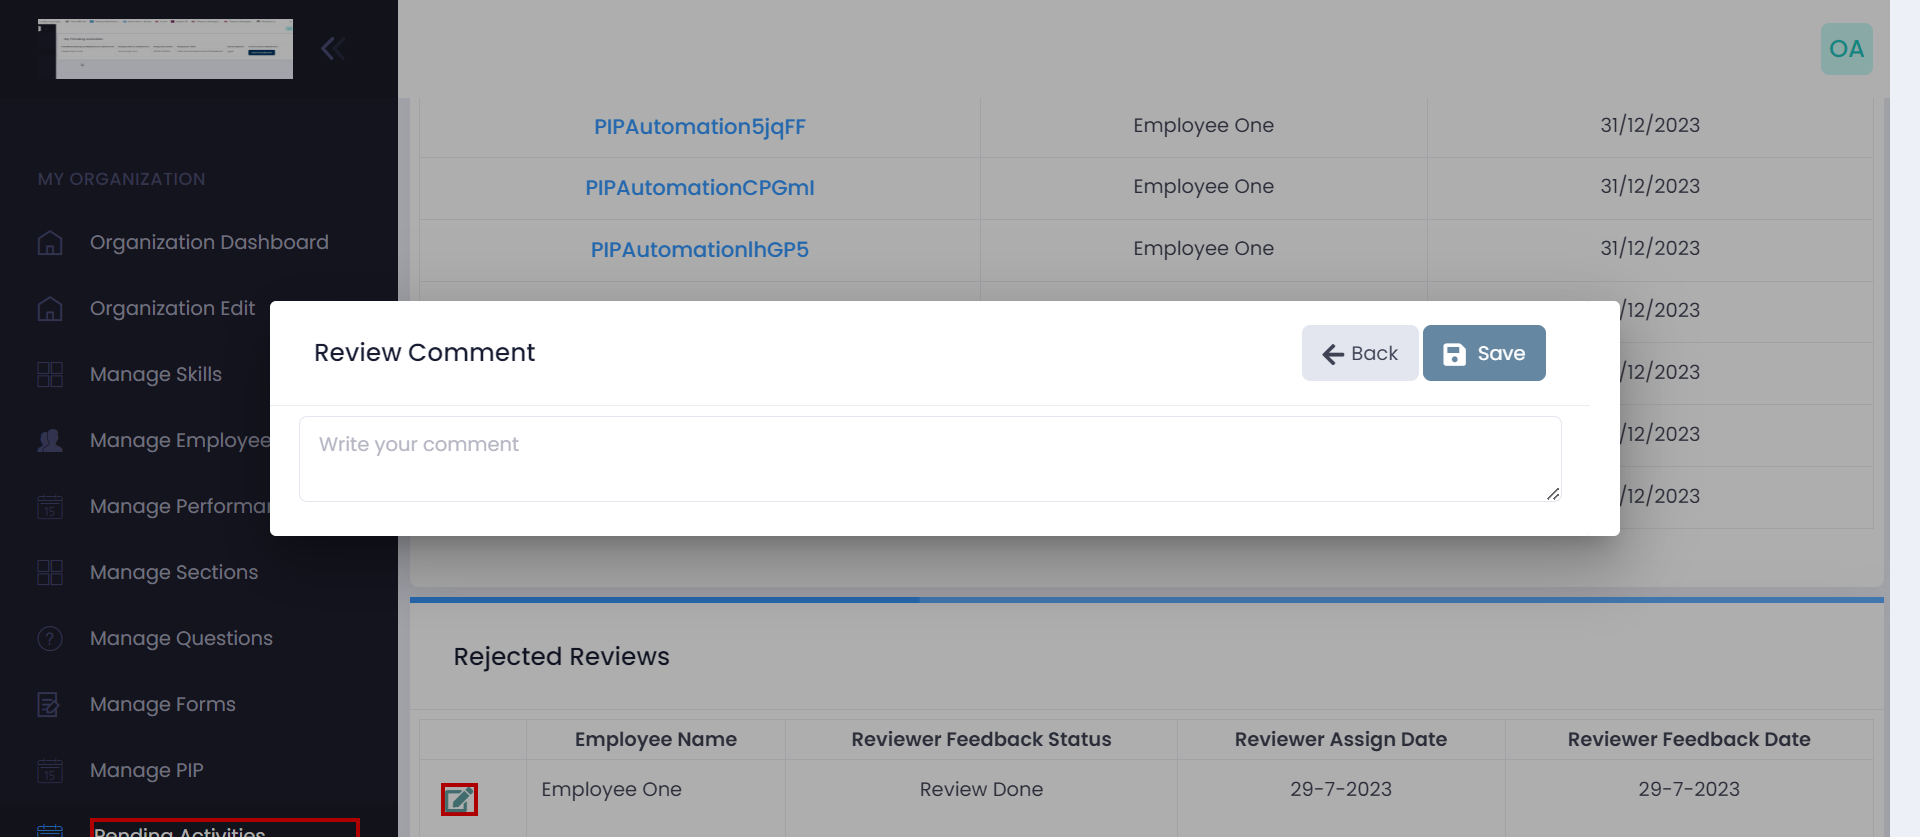 OA
MY ORGANIZATION
Organization Dashboard
Organization Edit
Manage Skills
Manage Employee
Manage Performan
Manage Sections
Manage Questions
Manage Forms
Manage PIP
Pending Activities
PIPAutomation5jqFF Employee One 31/12/2023
PIPAutomationCPGmI Employee One 31/12/2023
PIPAutomationlhGP5 Employee One 31/12/2023
/12/2023
/12/2023
/12/2023
/12/2023
Review Comment
Back
Save
Write your comment
Rejected Reviews
Employee Name Reviewer Feedback Status Reviewer Assign Date Reviewer Feedback Date
Employee One Review Done 29-7-2023 29-7-2023